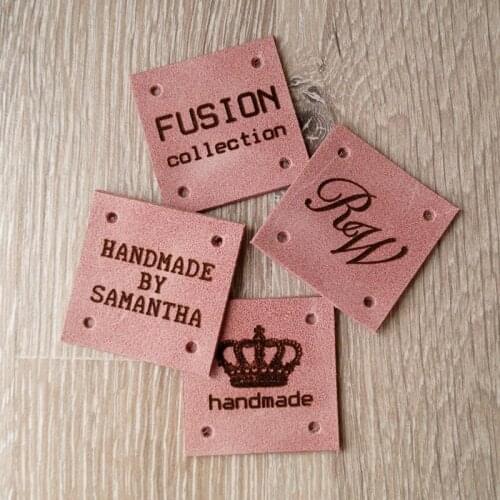 FUSION
collection
RW
HANDMADE
BY
SAMANTHA
handmade